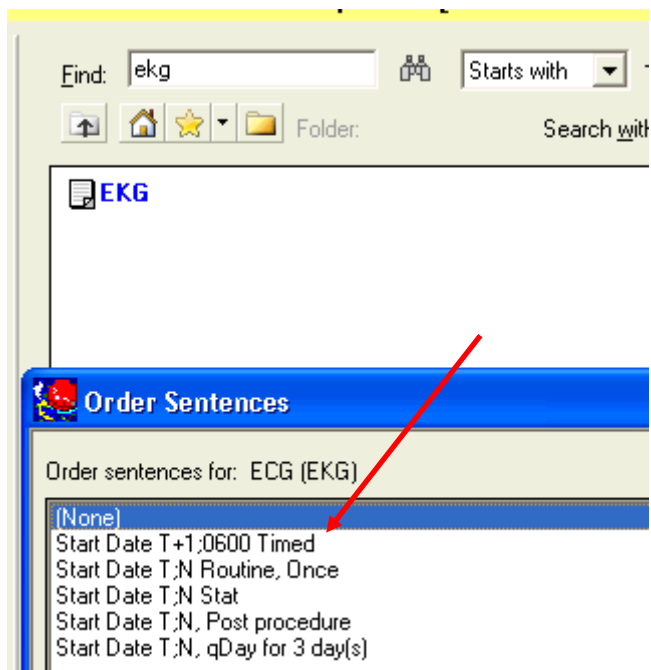 Find: ekg Starts with
Folder: Search with
EKG
Order Sentences
Order sentences for: ECG (EKG)
(None)
Start Date T+1;0600 Timed
Start Date T;N Routine, Once
Start Date T;N Stat
Start Date T;N, Post procedure
Start Date T;N, qDay for 3 day(s)